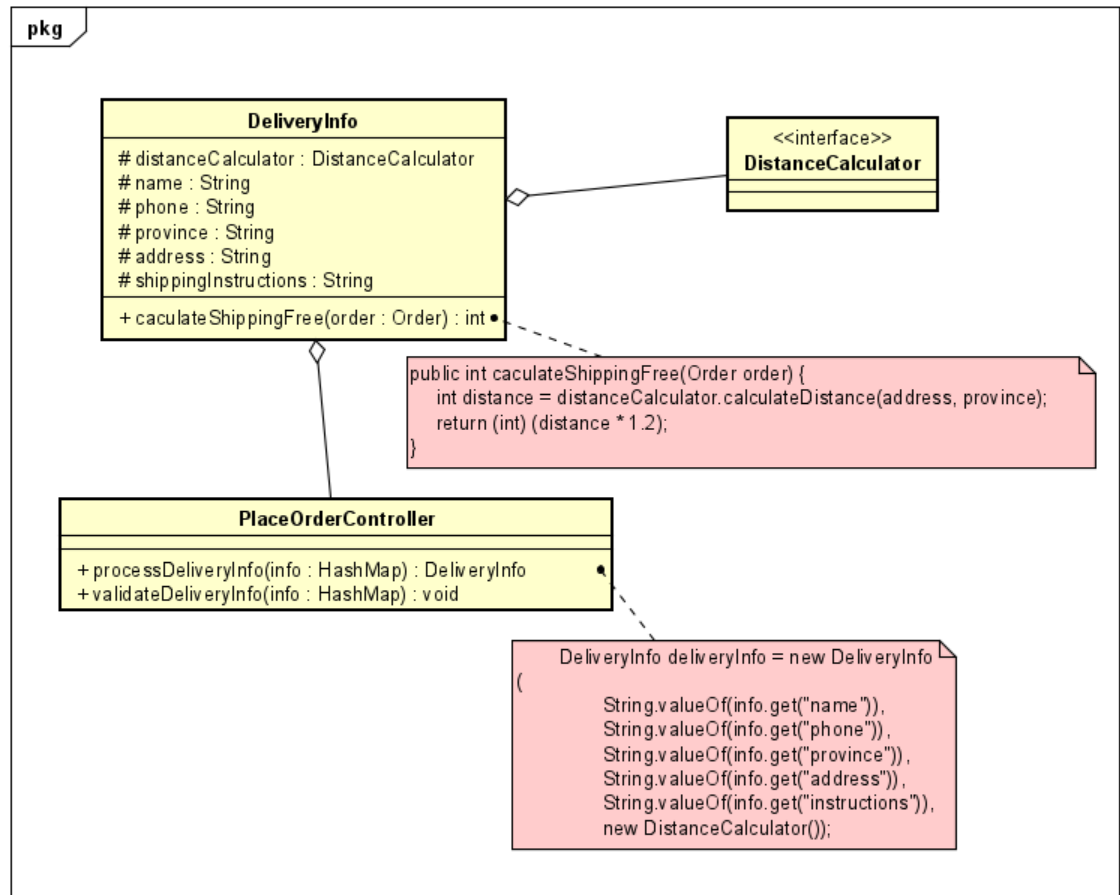 pkg
DeliveryInfo
# distanceCalculator : DistanceCalculator
# name : String
# phone : String
# province : String
# address : String
# shippingInstructions : String
+ caculateShippingFree(order : Order) : int
<<interface>>
DistanceCalculator
public int caculateShippingFree(Order order) {
int distance = distanceCalculator.calculateDistance(address, province);
return (int) (distance * 1.2);
}
PlaceOrderController
+ processDeliveryInfo(info : HashMap) : DeliveryInfo
+ validateDeliveryInfo(info : HashMap) : void
DeliveryInfo deliveryInfo = new DeliveryInfo
(
String.valueOf(info.get("name")),
String.valueOf(info.get("phone")),
String.valueOf(info.get("province")),
String.valueOf(info.get("address")),
String.valueOf(info.get("instructions")),
new DistanceCalculator());